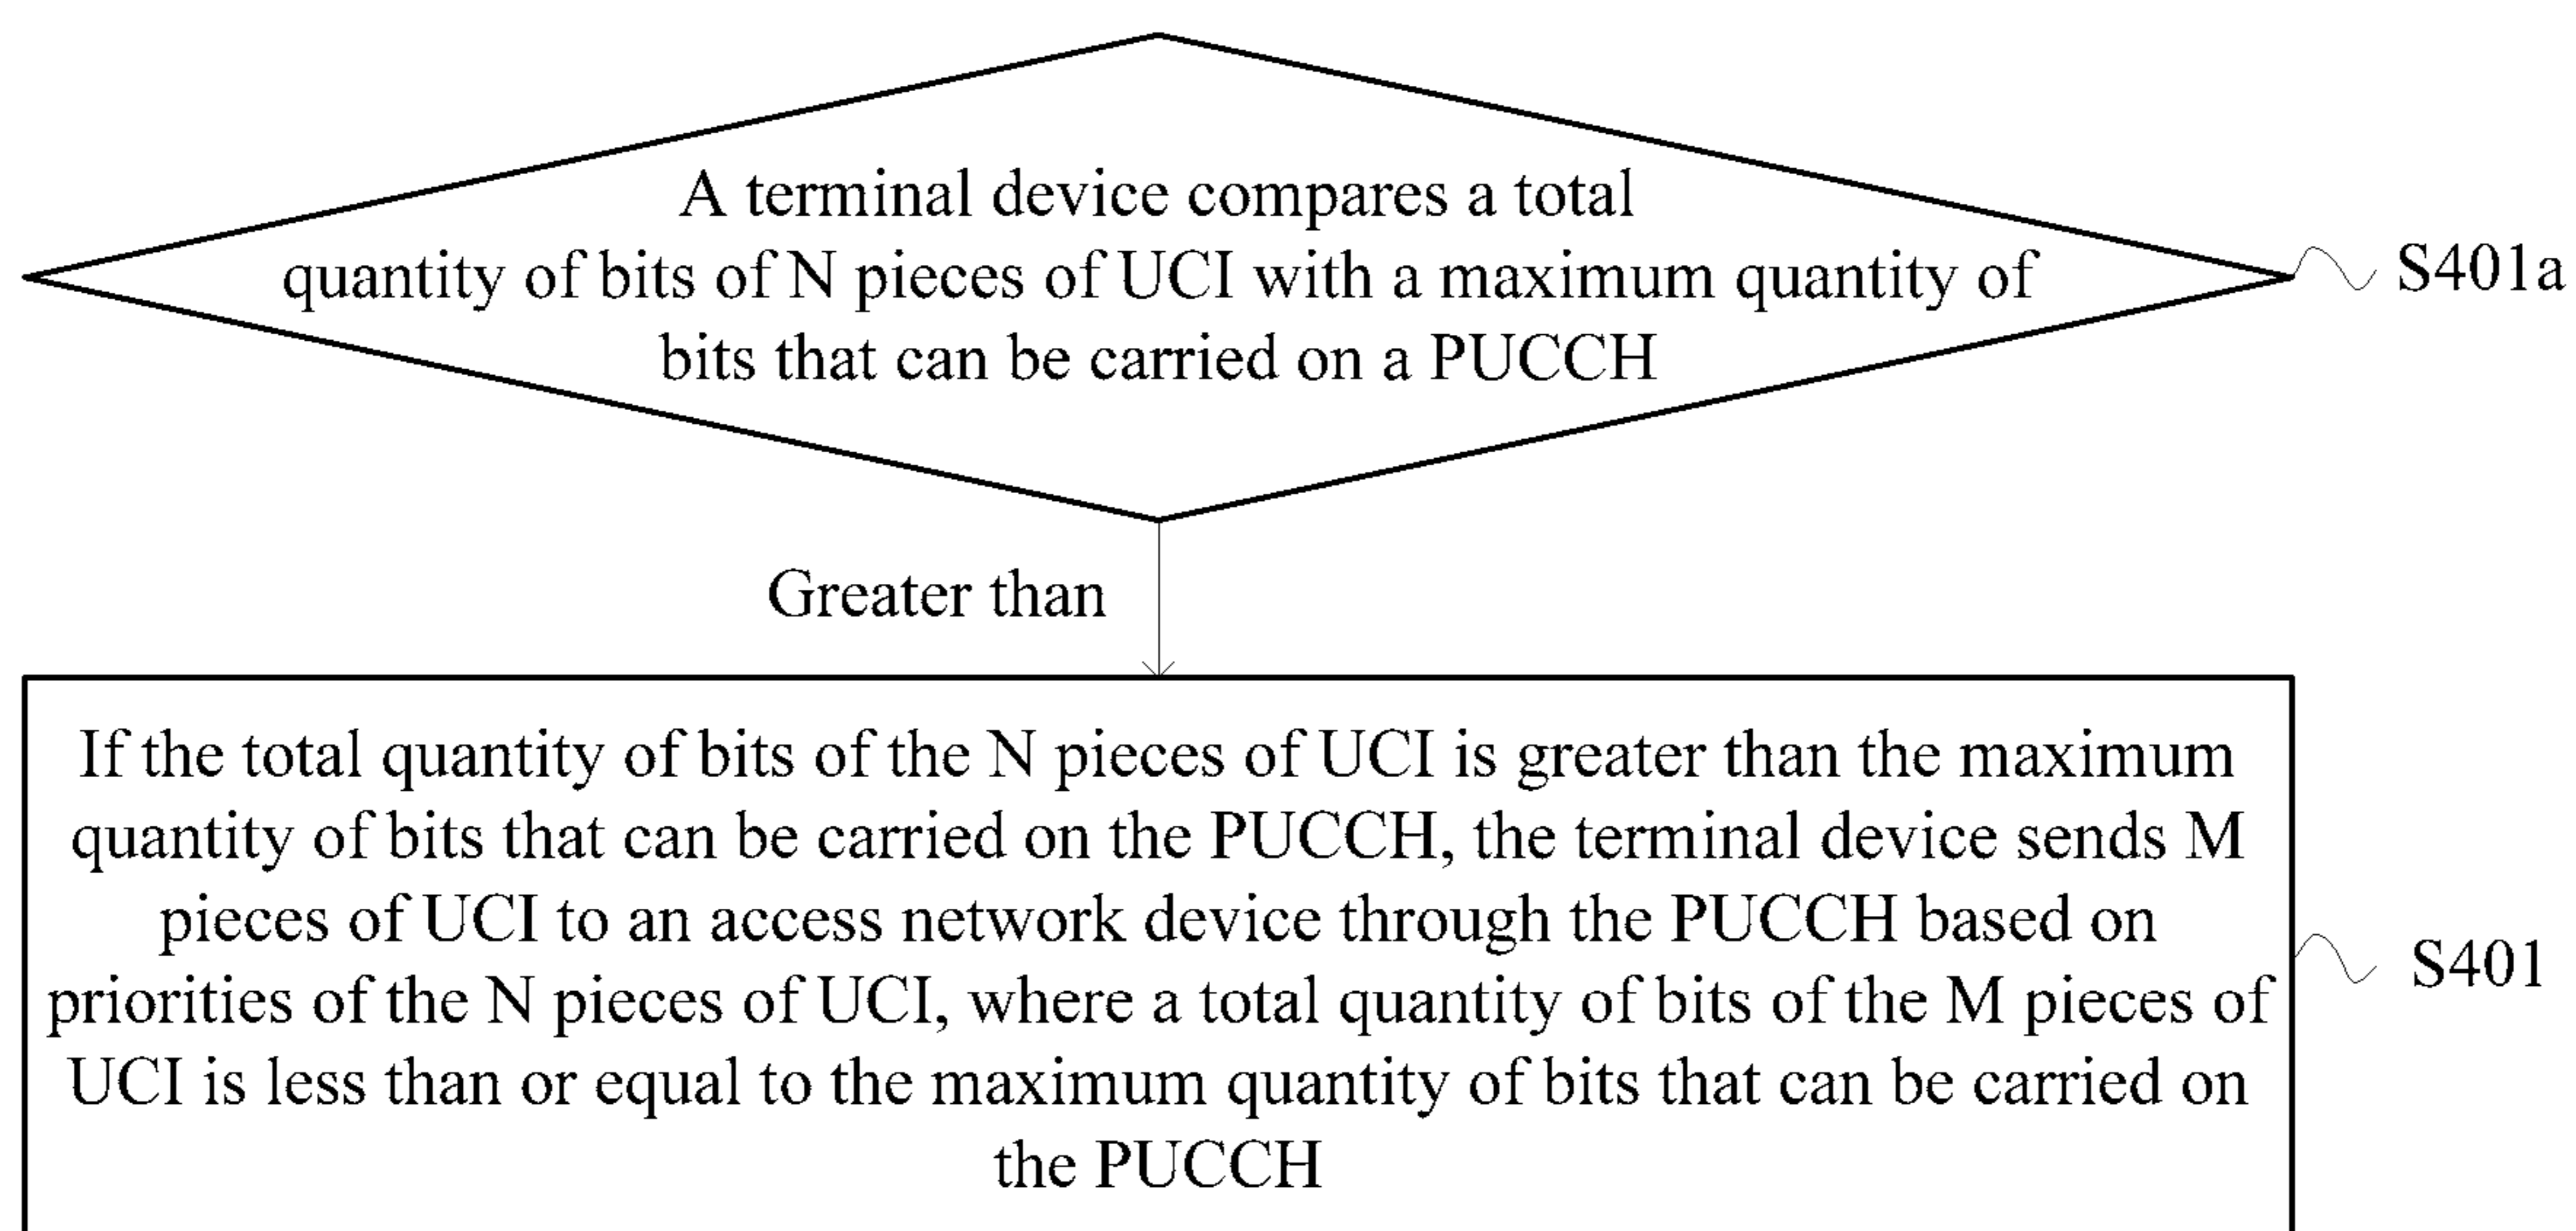 A terminal device compares a total
quantity of bits of N pieces of UCI with a maximum quantity of
bits that can be carried on a PUCCH
S401a
Greater than
If the total quantity of bits of the N pieces of UCI is greater than the maximum
quantity of bits that can be carried on the PUCCH, the terminal device sends M
pieces of UCI to an access network device through the PUCCH based on
priorities of the N pieces of UCI, where a total quantity of bits of the M pieces of
UCI is less than or equal to the maximum quantity of bits that can be carried on
the PUCCH
S401